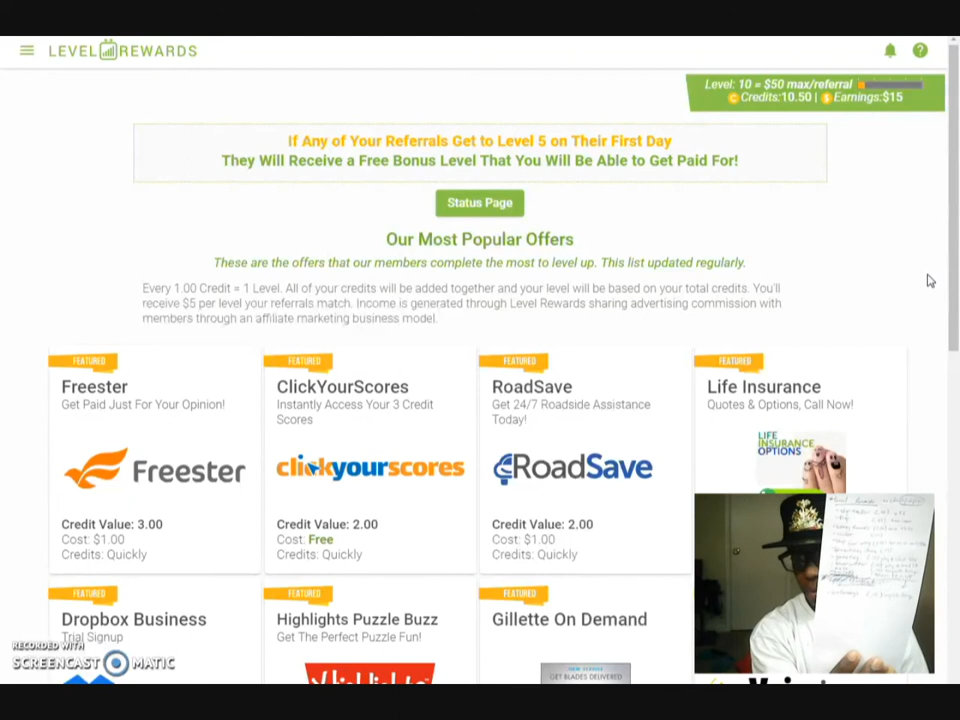 LEVEL REWARDS
Level: 10 = $50 max/referral
Credits:10.50 | Earnings:$15
If Any of Your Referrals Get to Level 5 on Their First Day
They Will Receive a Free Bonus Level That You Will Be Able to Get Paid For!
Status Page
Our Most Popular Offers
These are the offers that our members complete the most to level up. This list updated regularly.
Every 1.00 Credit = 1 Level. All of your credits will be added together and your level will be based on your total credits. You'll
receive $5 per level your referrals match. Income is generated through Level Rewards sharing advertising commission with
members through an affiliate marketing business model.
FEATURED
Freester
Get Paid Just For Your Opinion!
Freester
Credit Value: 3.00
Cost: $1.00
Credits: Quickly
FEATURED
ClickYourScores
Instantly Access Your 3 Credit
Scores
clickyourscores
Credit Value: 2.00
Cost: Free
Credits: Quickly
FEATURED
RoadSave
Get 24/7 Roadside Assistance
Today!
RoadSave
Credit Value: 2.00
Cost: $1.00
Credits: Quickly
FEATURED
Life Insurance
Quotes & Options, Call Now!
LIFE
INSURANCE
OPTIONS
FEATURED
Dropbox Business
Trial Signup
FEATURED
Highlights Puzzle Buzz
Get The Perfect Puzzle Fun!
FEATURED
Gillette On Demand
GET BLADES DELIVERED
RECORDED WITH
SCREENCAST MATIC